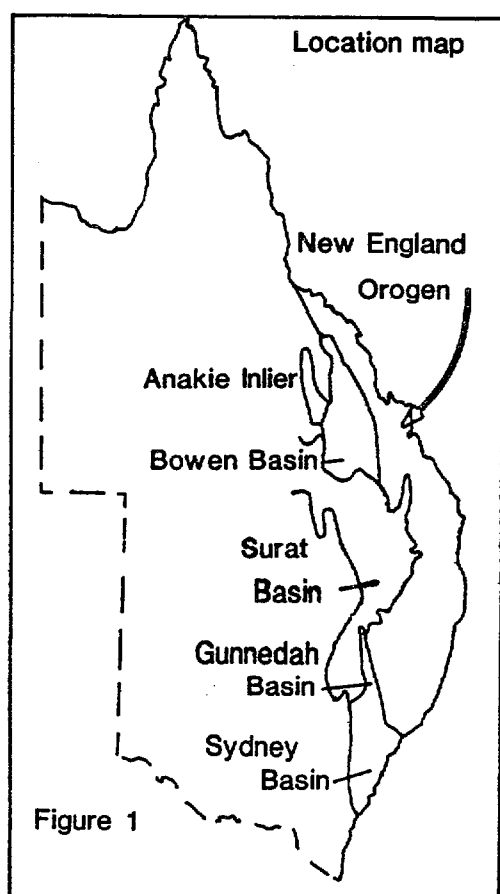 Location map
New England
Orogen
Anakie Inlier
Bowen Basin
Surat
Basin
Gunnedah
Basin
Sydney
Basin
Figure 1